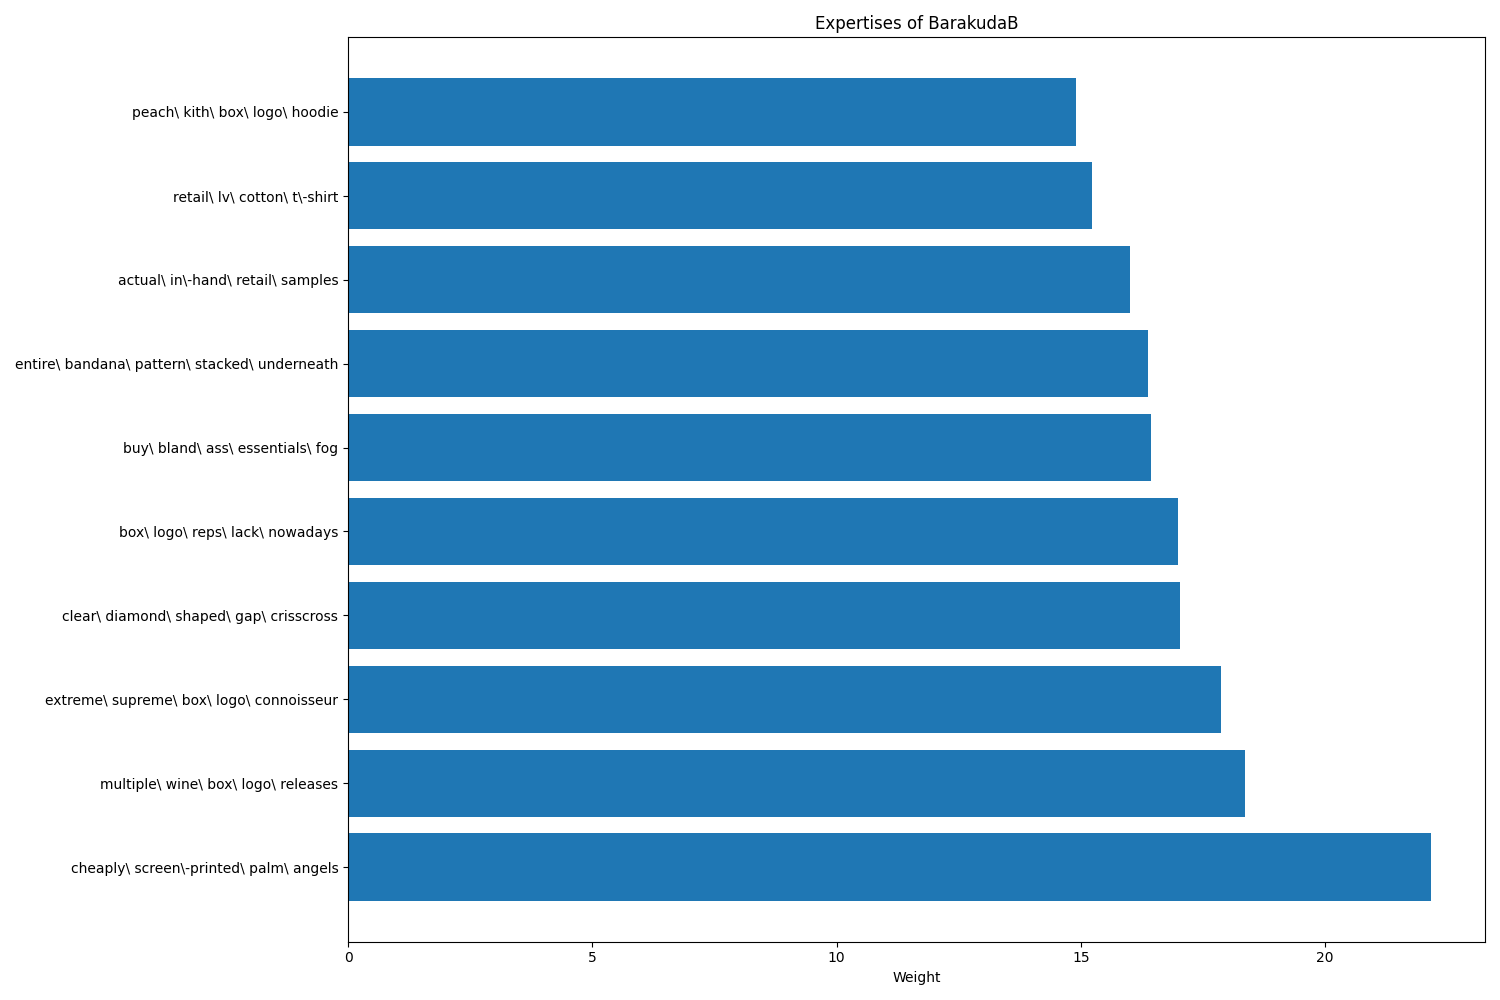 Expertises of BarakudaB
peach\ kith\ box\ logo\ hoodie
retail\ lv\ cotton\ t\-shirt
actual\ in\-hand\ retail\ samples
entire\ bandana\ pattern\ stacked\ underneath
buy\ bland\ ass\ essentials\ fog
box\ logo\ reps\ lack\ nowadays
clear\ diamond\ shaped\ gap\ crisscross
extreme\ supreme\ box\ logo\ connoisseur
multiple\ wine\ box\ logo\ releases
cheaply\ screen\-printed\ palm\ angels
0 5 10 15 20
Weight